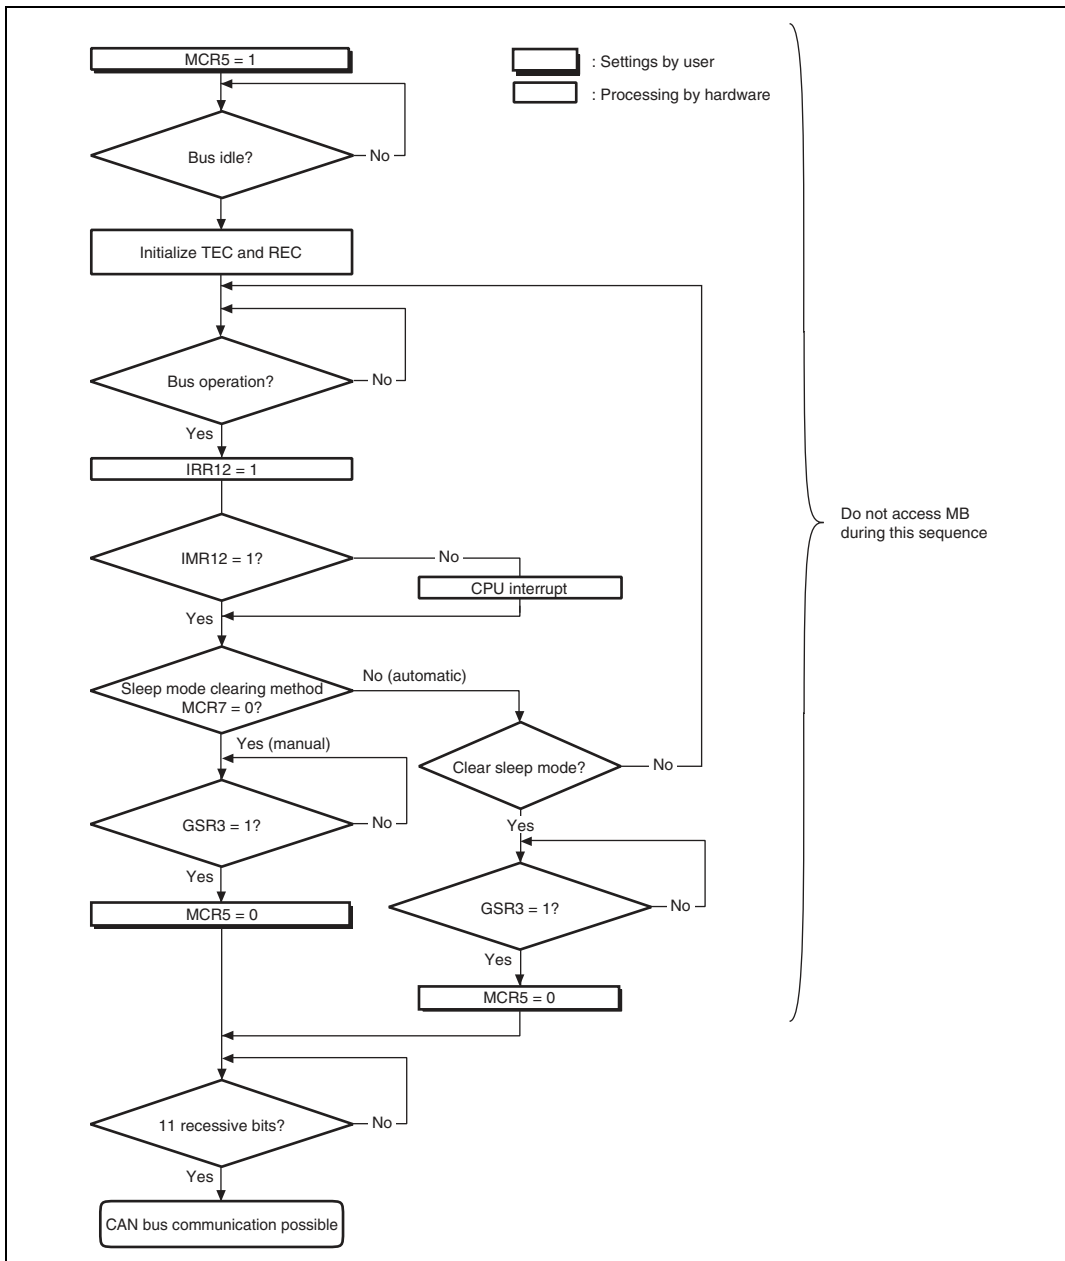 MCR5 = 1
: Settings by user
: Processing by hardware
Bus idle?
No
Initialize TEC and REC
Bus operation?
No
Yes
IRR12 = 1
IMR12 = 1?
No
CPU interrupt
Yes
Do not access MB
during this sequence
Sleep mode clearing method
MCR7 = 0?
No (automatic)
Yes (manual)
Clear sleep mode?
No
GSR3 = 1?
No
Yes
Yes
MCR5 = 0
GSR3 = 1?
No
Yes
MCR5 = 0
11 recessive bits?
No
Yes
CAN bus communication possible